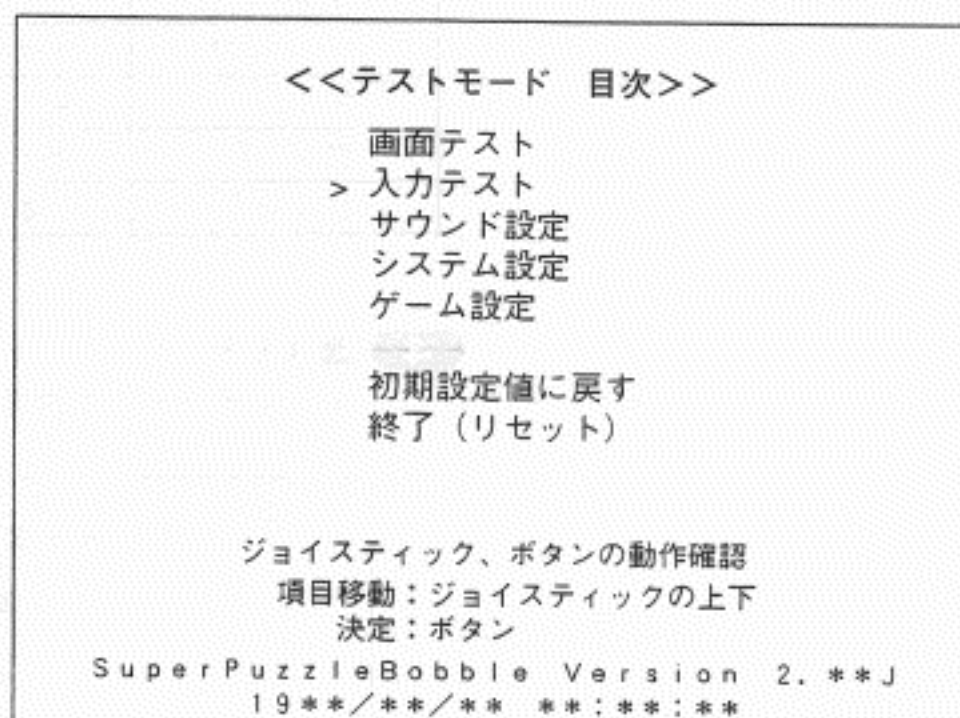 <<テストモード　目次>>
画面テスト
> 入力テスト
サウンド設定
システム設定
ゲーム設定
初期設定値に戻す
終了（リセット）
ジョイスティック、ボタンの動作確認
項目移動：ジョイスティックの上下
決定：ボタン
SuperPuzzleBobble Version 2.**J
19**/**/** **:**:**